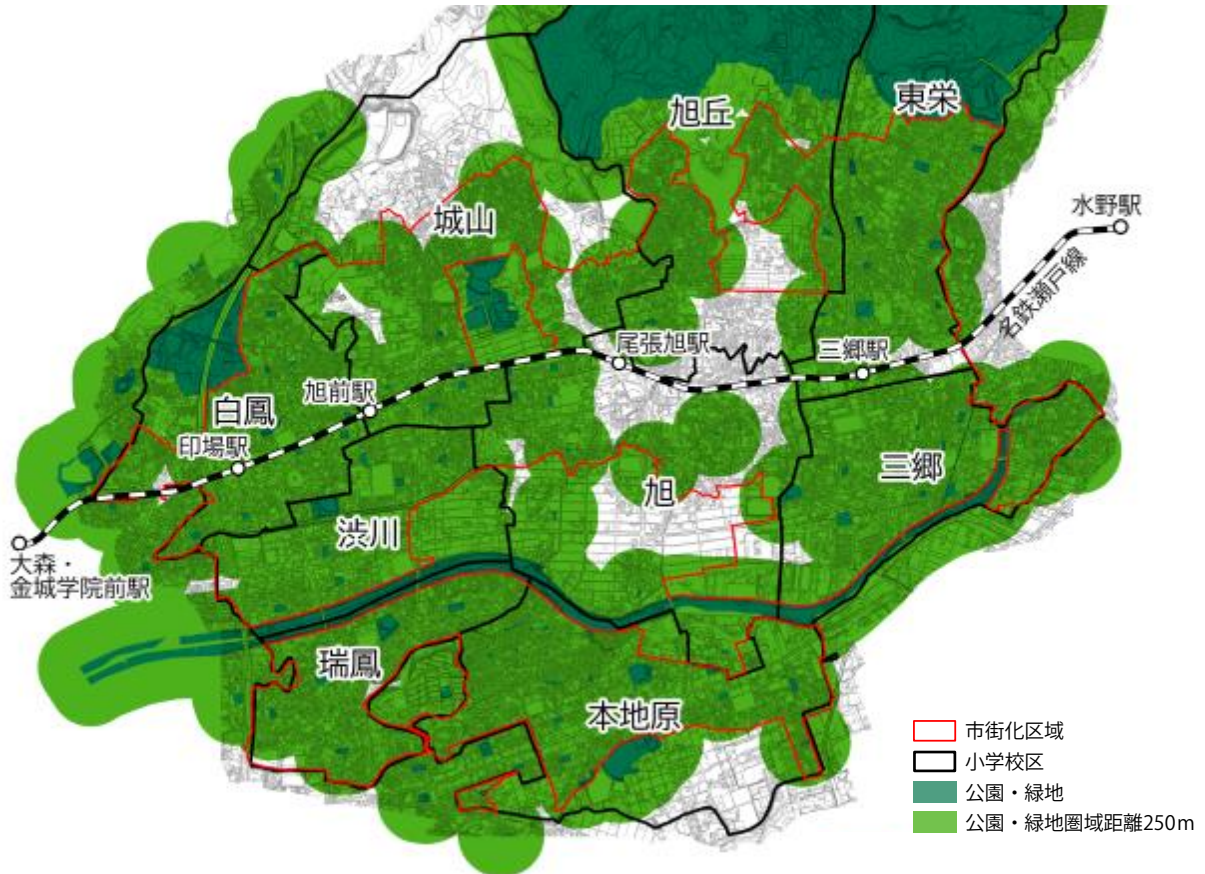 東栄
旭丘
水野駅
城山
名鉄瀬戸線
尾張旭駅
三郷駅
旭前駅
白鳳
印場駅
三郷
旭
渋川
大森・
金城学院前駅
瑞鳳
本地原
市街化区域
小学校区
公園・緑地
公園・緑地圏域距離250m